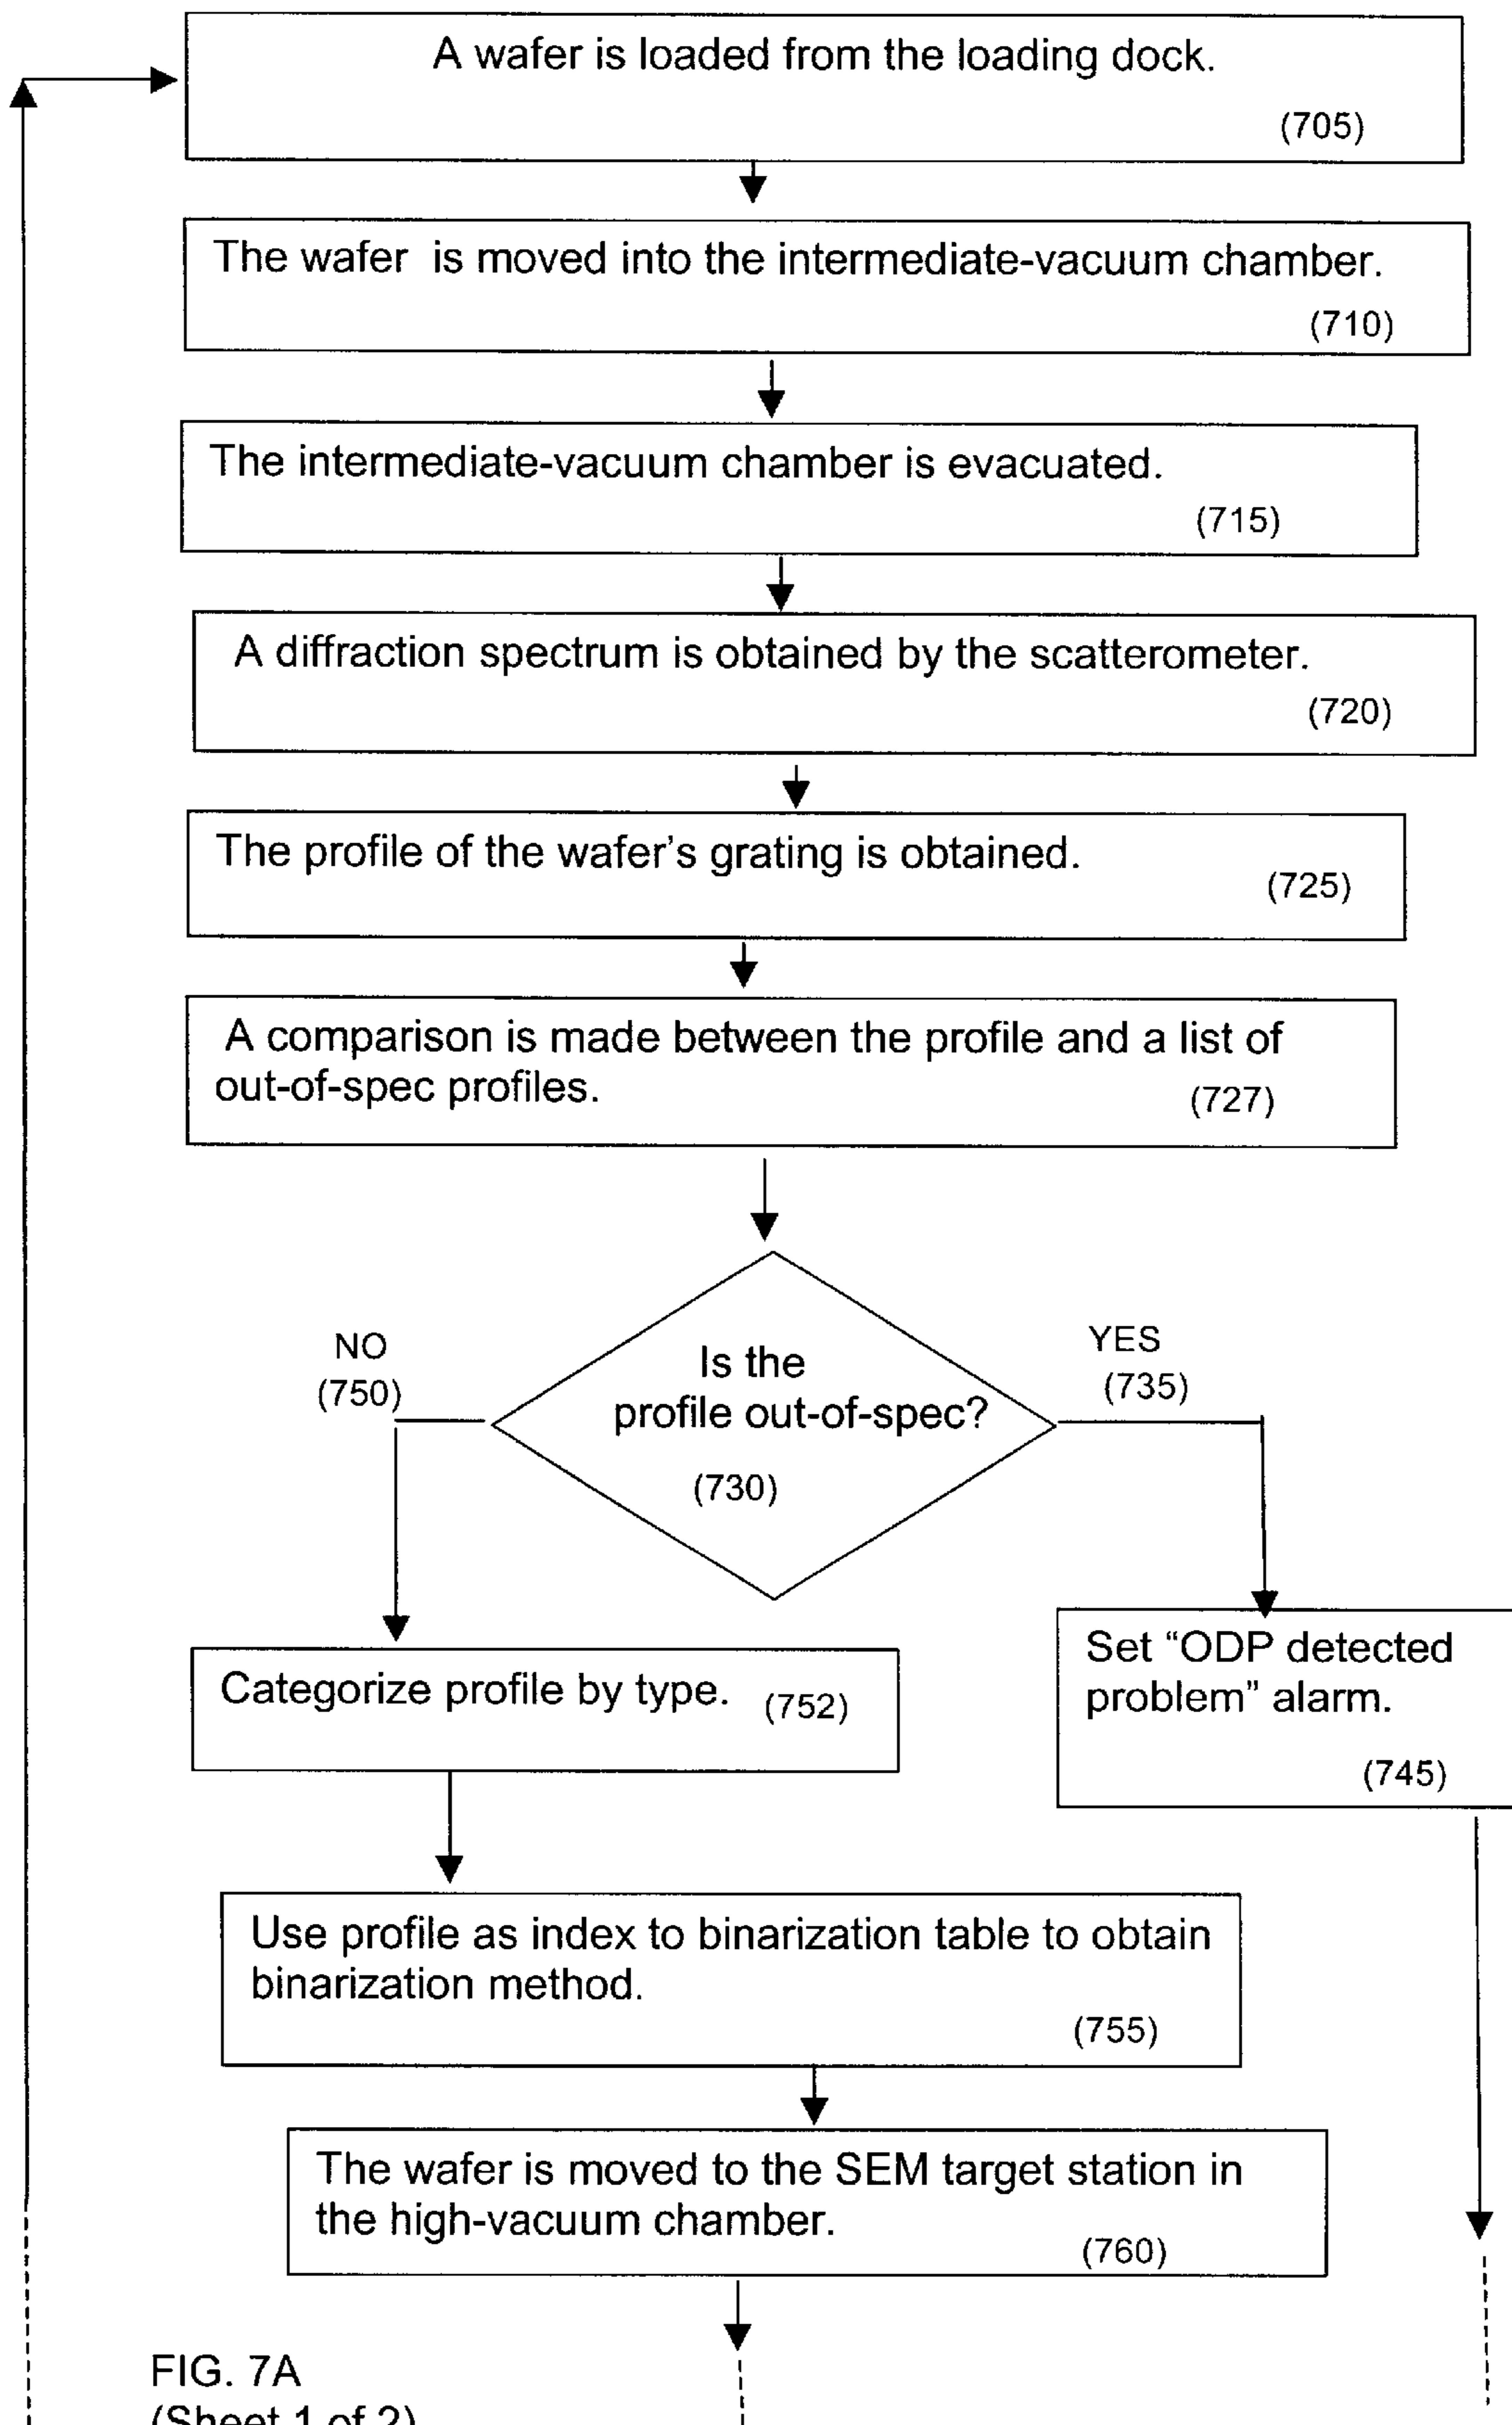 A wafer is loaded from the loading dock.
(705)
The wafer is moved into the intermediate-vacuum chamber.
(710)
The intermediate-vacuum chamber is evacuated.
(715)
A diffraction spectrum is obtained by the scatterometer.
(720)
The profile of the wafer's grating is obtained.
(725)
A comparison is made between the profile and a list of
out-of-spec profiles.
(727)
NO
(750)
Is the
profile out-of-spec?
(730)
YES
(735)
Categorize profile by type. (752)
Set “ODP detected
problem” alarm.
(745)
Use profile as index to binarization table to obtain
binarization method.
(755)
The wafer is moved to the SEM target station in
the high-vacuum chamber.
(760)
FIG. 7A
(Sheet 1 of 2)